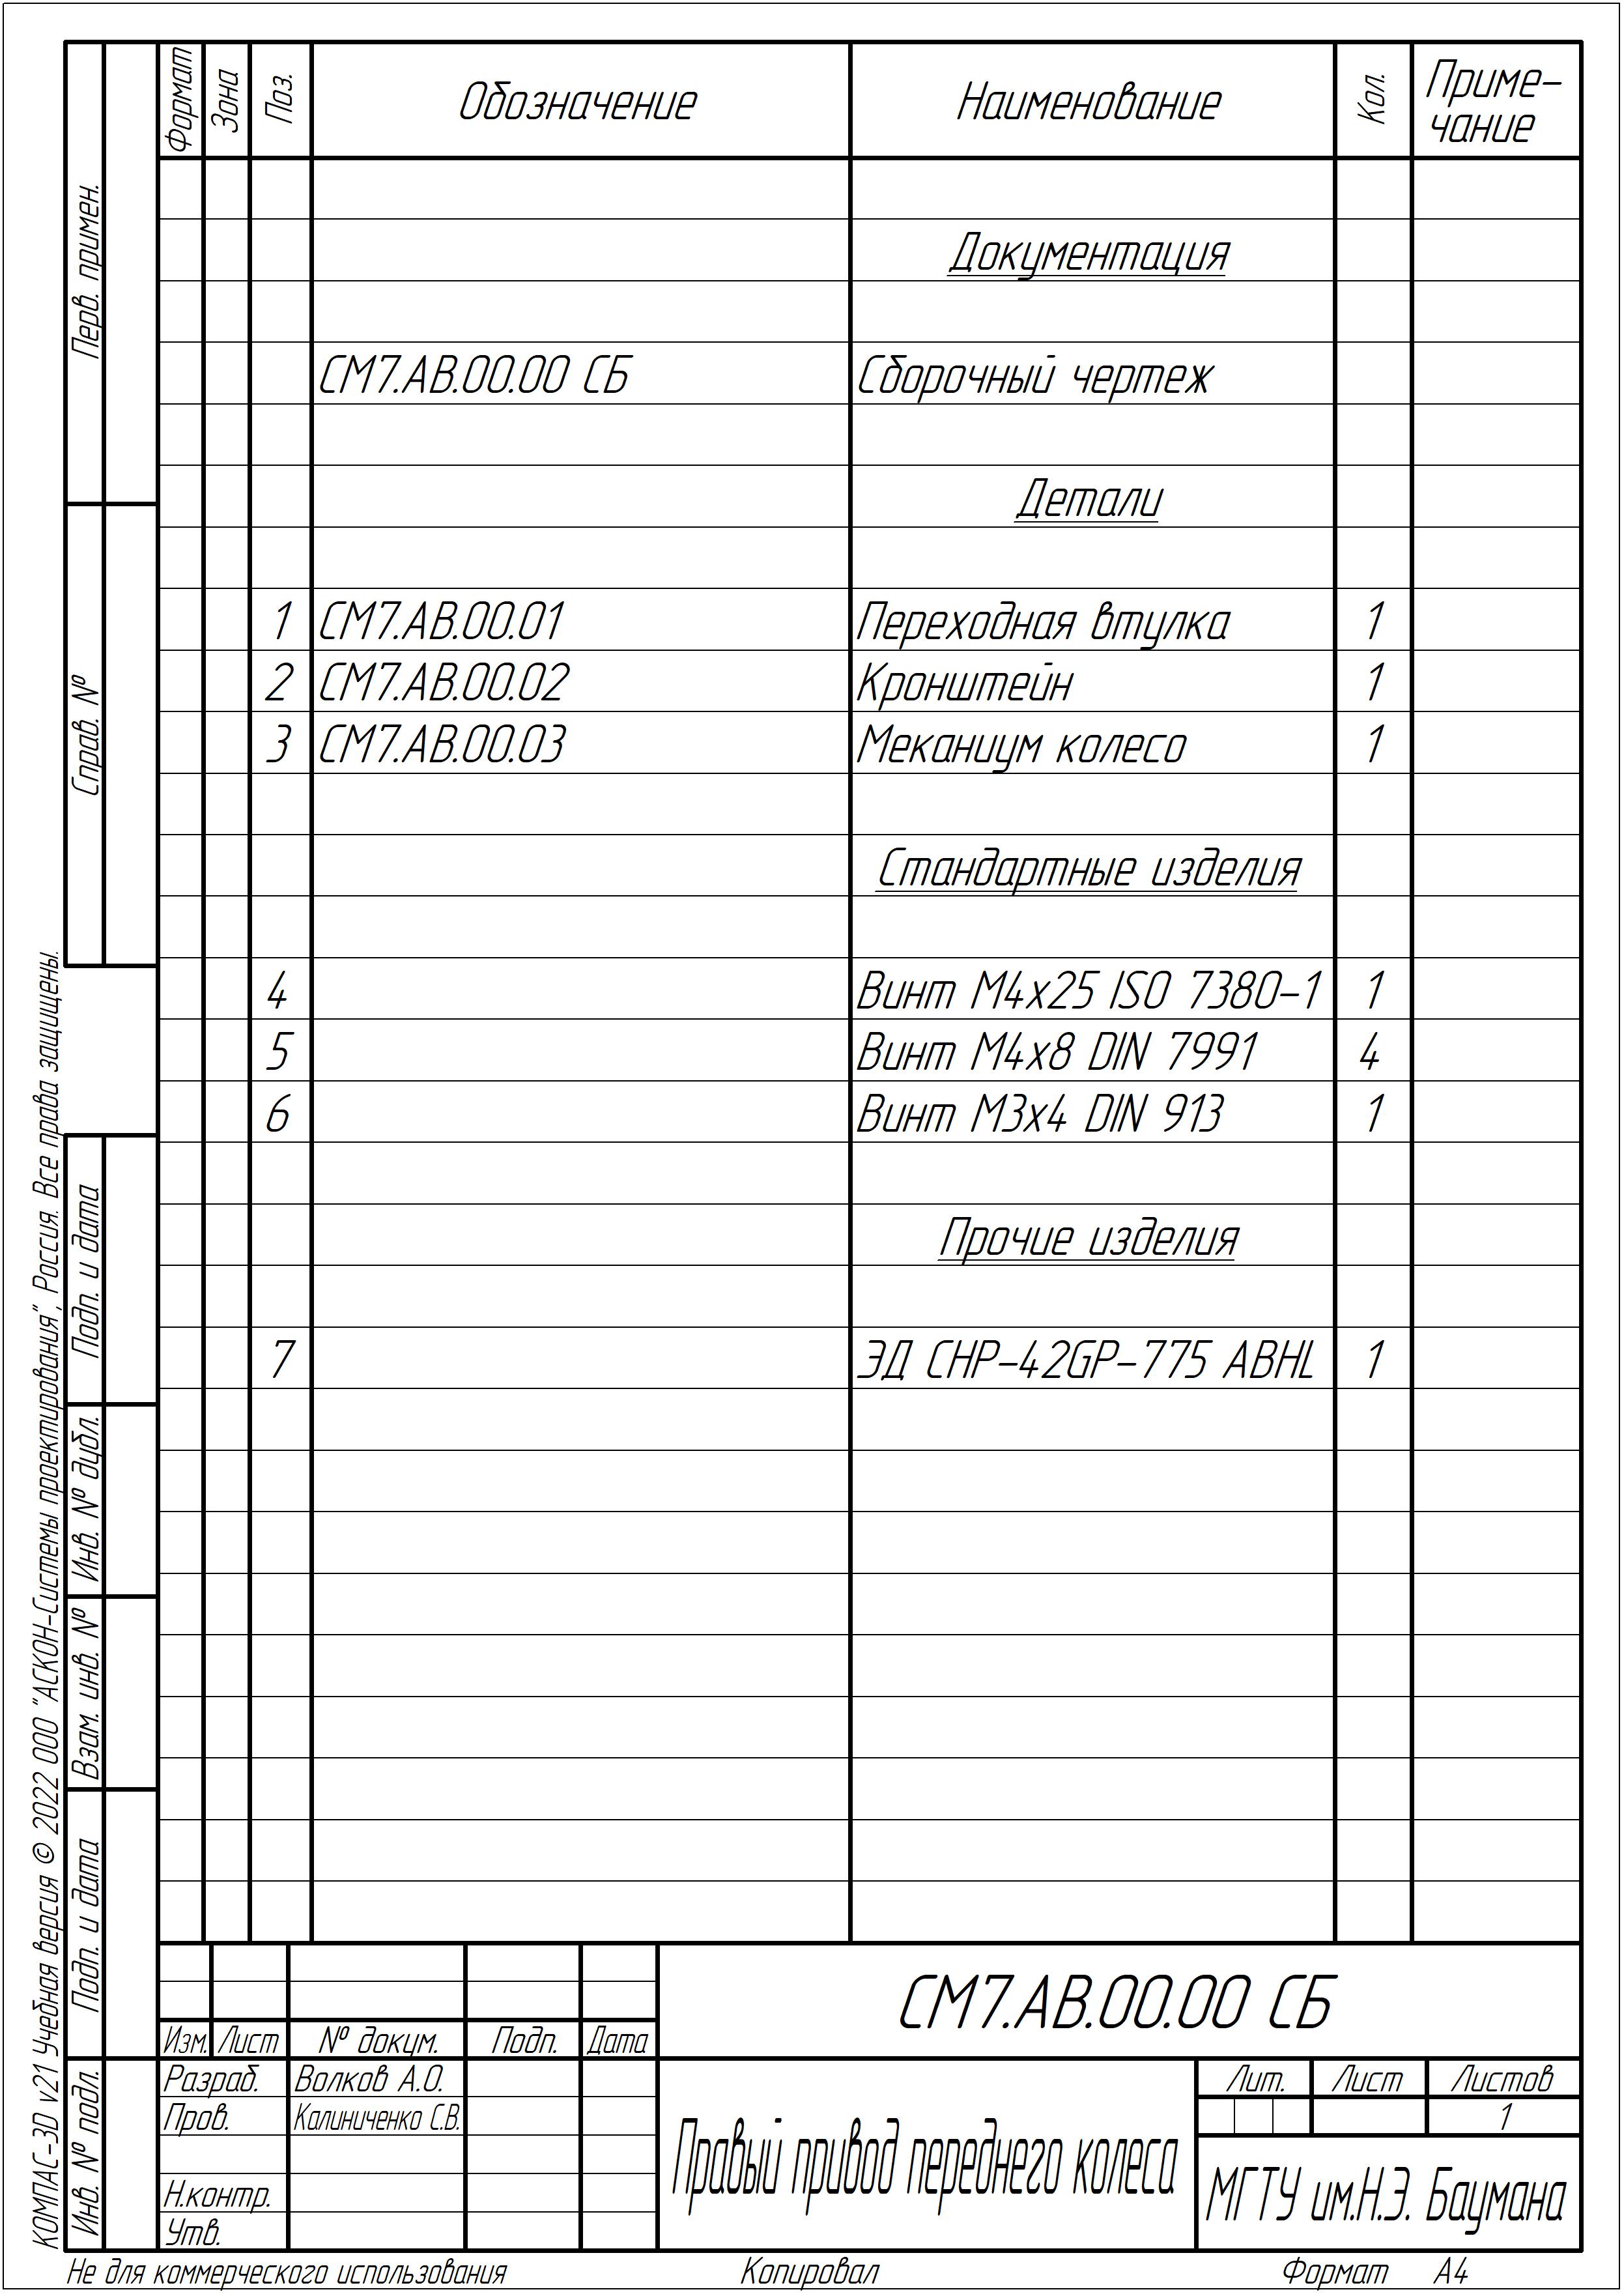 Формат Зона Поз. Обозначение Наименование Кол. Приме-
чание
Документация
СМ7.АВ.00.00 СБ Сборочный чертеж
Детали
1 СМ7.АВ.00.01 Переходная втулка 1
2 СМ7.АВ.00.02 Кронштейн 1
3 СМ7.АВ.00.03 Меканиум колесо 1
Стандартные изделия
4 Винт М4х25 ISO 7380-1 1
5 Винт М4х8 DIN 7991 4
6 Винт М3х4 DIN 913 1
Прочие изделия
7 ЭД CHP-42GP-775 ABHL 1
Перв. примен.
Справ. №
Подп. и дата
Инв. № дубл.
Взам. инв. №
Подп. и дата
Инв. № подл.
КОМПАС-3D v21 Учебная версия © 2022 ООО "АСКОН-Системы проектирования", Россия. Все права защищены.
СМ7.АВ.00.00 СБ
Изм. Лист № докум. Подп. Дата
Разраб. Волков А.О.
Пров. Калиниченко С.В.
Н.контр.
Утв.
Правый привод переднего колеса
Лит. Лист Листов
1
МГТУ им.Н.Э. Баумана
Не для коммерческого использования Копировал Формат А4